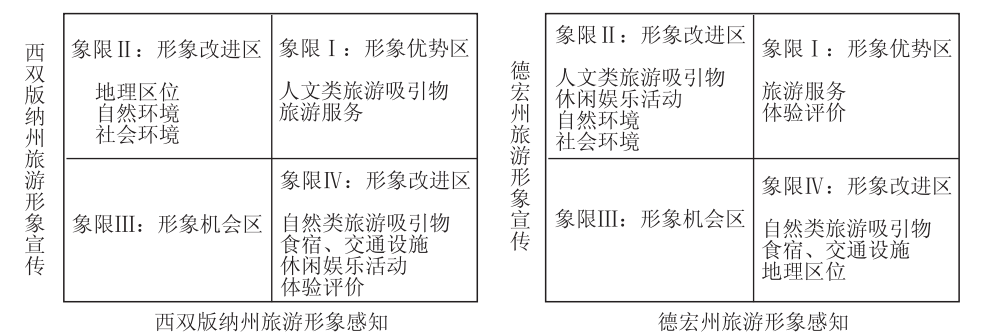 西双版纳州旅游形象宣传
象限Ⅱ：形象改进区
地理区位
自然环境
社会环境
象限Ⅰ：形象优势区
人文类旅游吸引物
旅游服务
象限Ⅲ：形象机会区
象限Ⅳ：形象改进区
自然类旅游吸引物
食宿、交通设施
休闲娱乐活动
体验评价
西双版纳州旅游形象感知
德宏州旅游形象宣传
象限Ⅱ：形象改进区
人文类旅游吸引物
休闲娱乐活动
自然环境
社会环境
象限Ⅰ：形象优势区
旅游服务
体验评价
象限Ⅲ：形象机会区
象限Ⅳ：形象改进区
自然类旅游吸引物
食宿、交通设施
地理区位
德宏州旅游形象感知